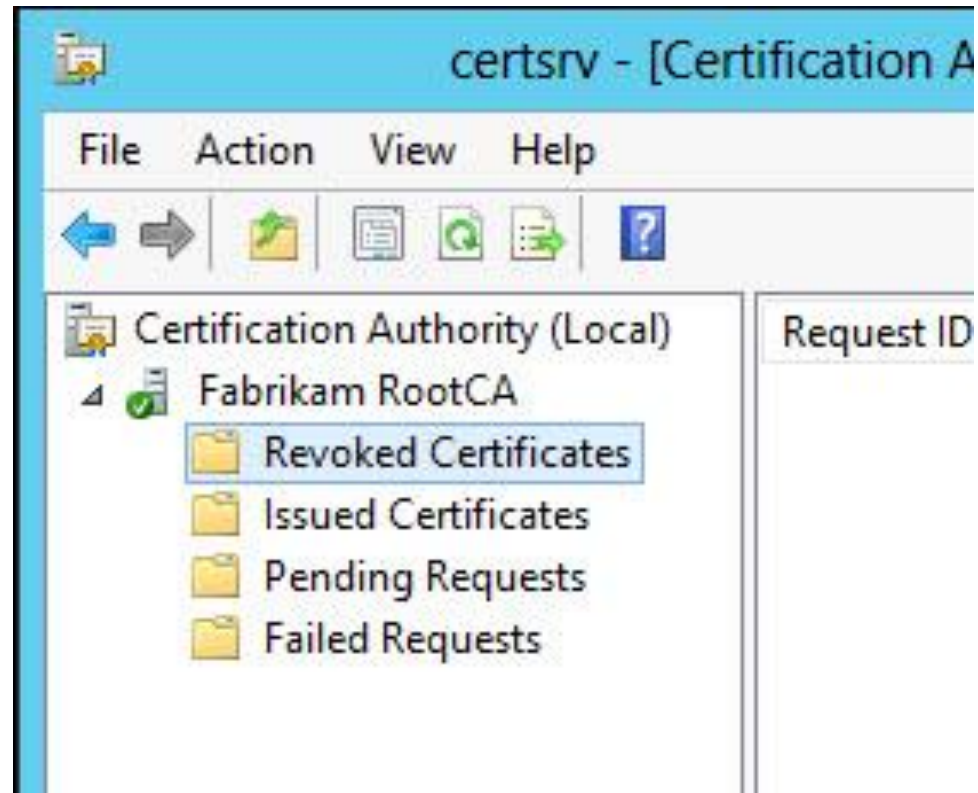 certsrv - [Certification A
File Action View Help
?
Certification Authority (Local)
Request ID
Fabrikam RootCA
Revoked Certificates
Issued Certificates
Pending Requests
Failed Requests